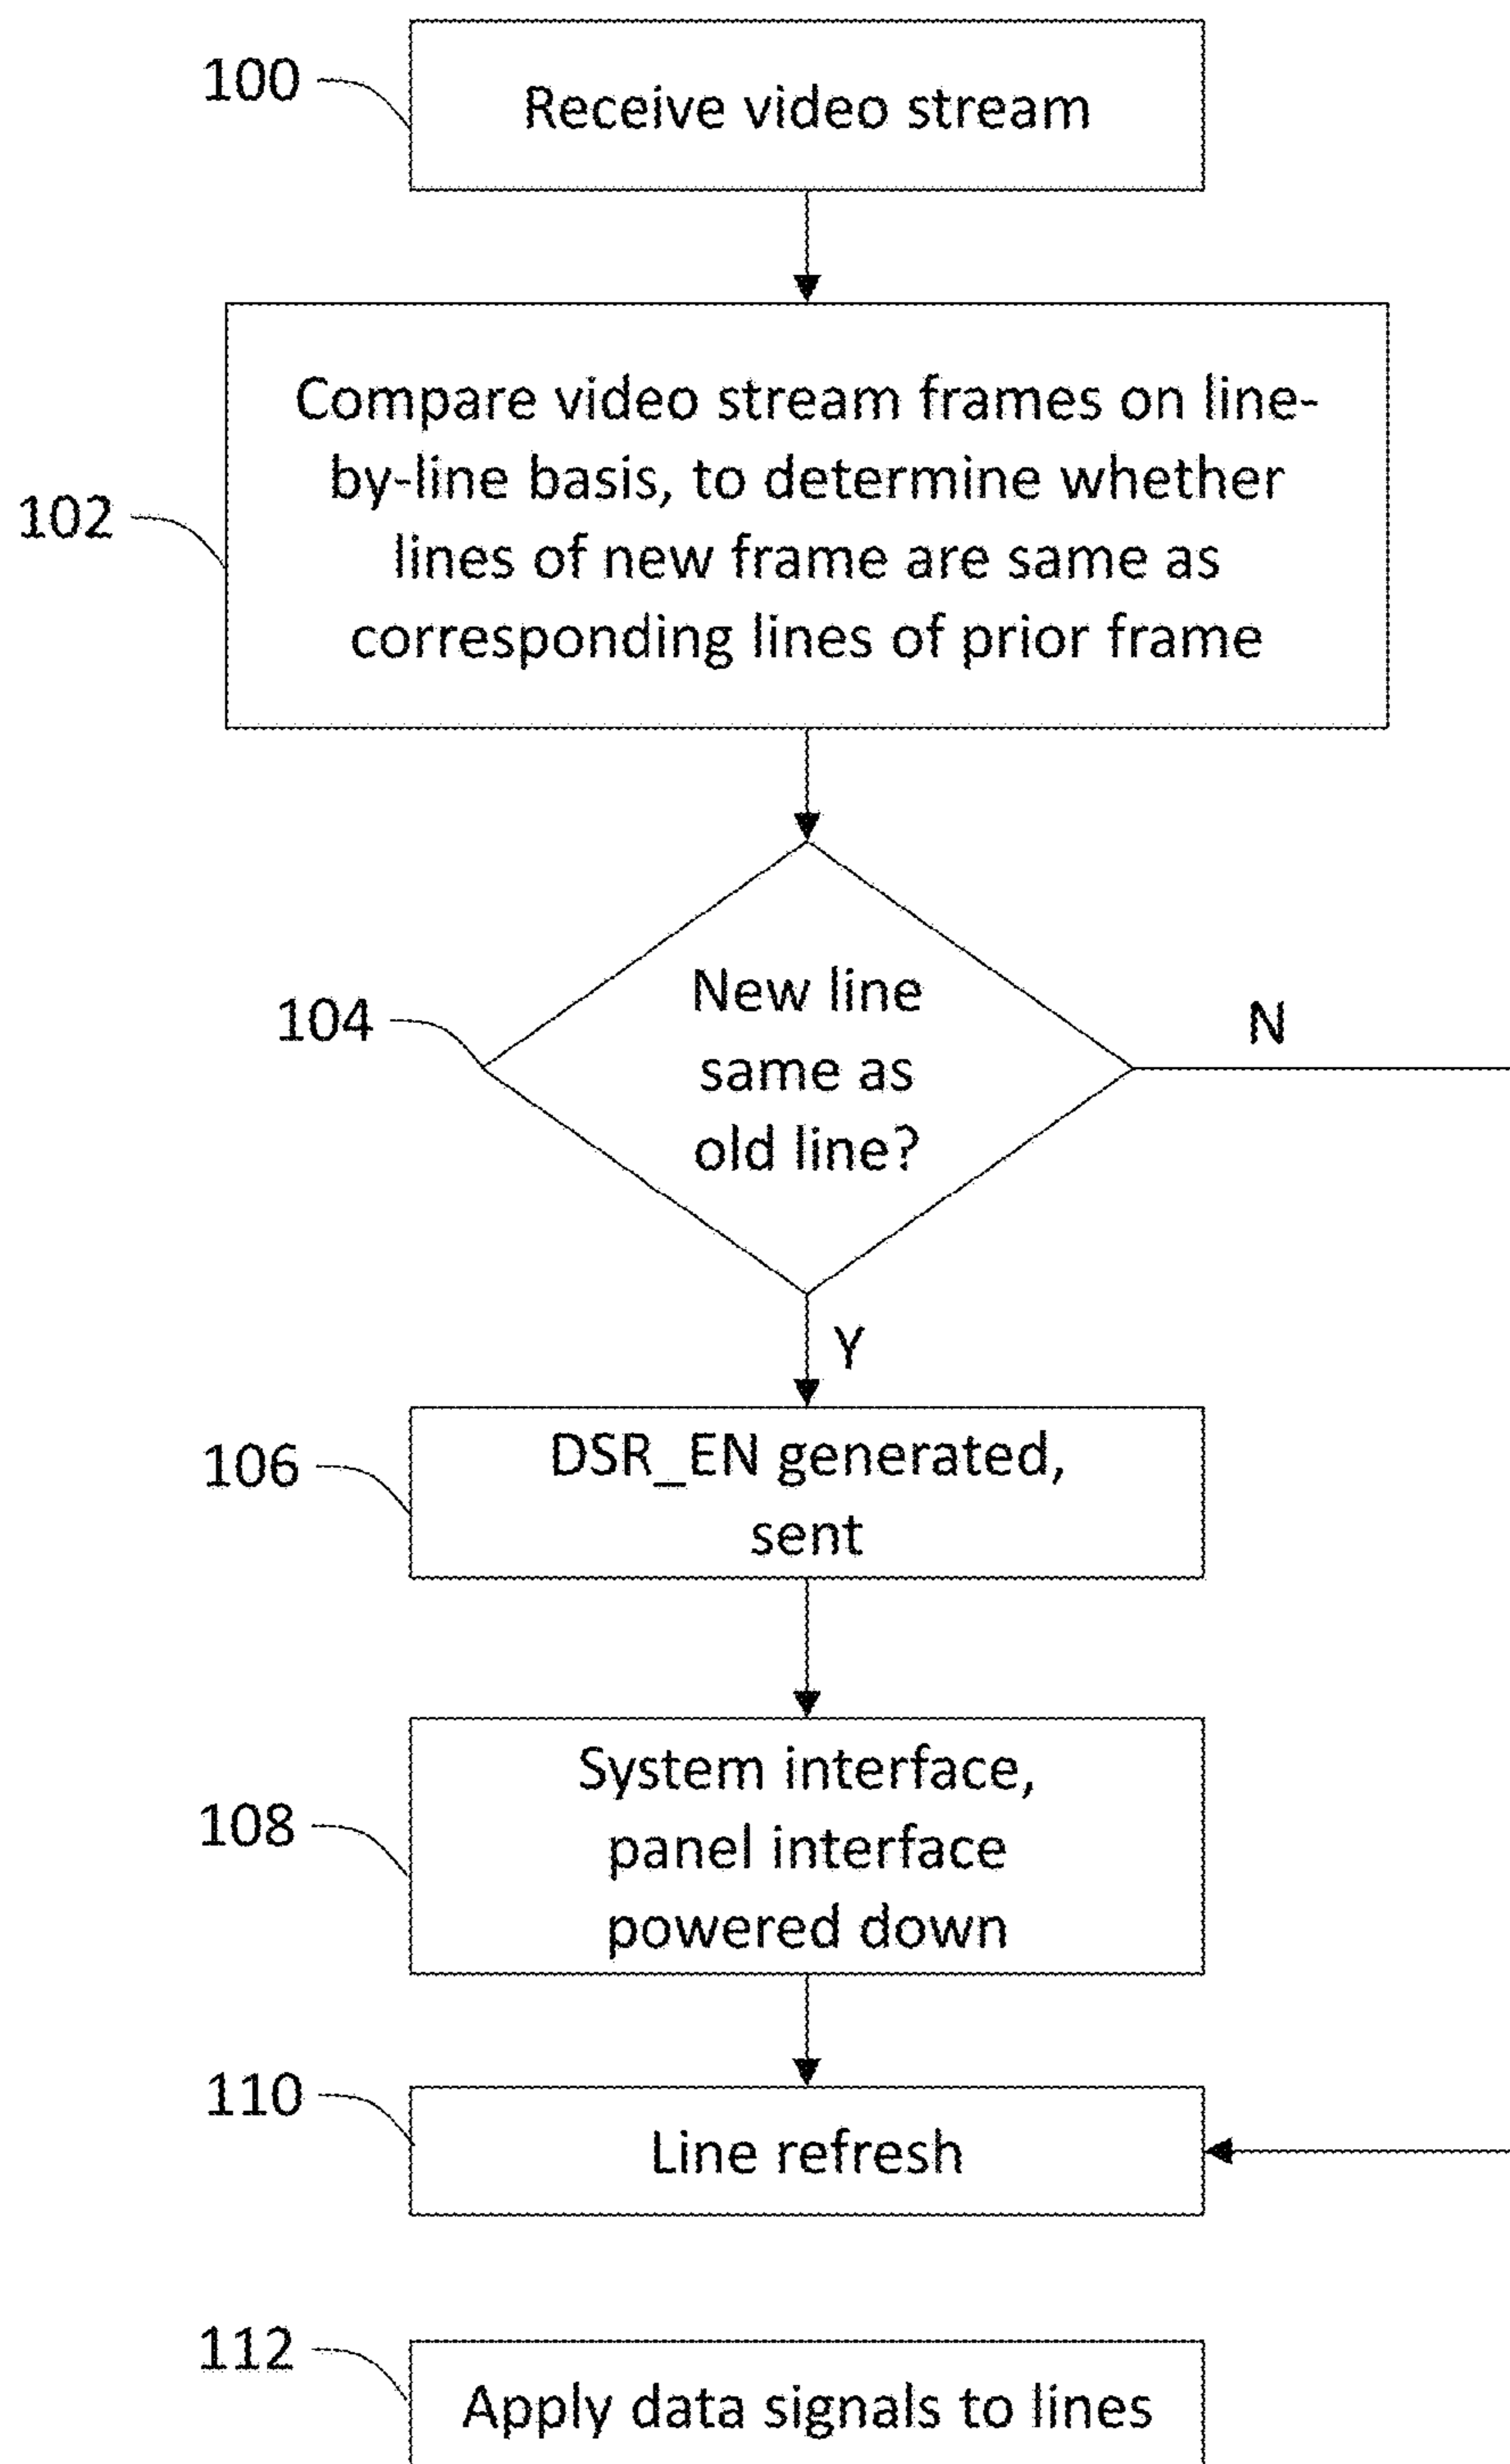 100
Receive video stream
102
Compare video stream frames on line-
by-line basis, to determine whether
lines of new frame are same as
corresponding lines of prior frame
104
New line
same as
old line?
N
Y
106
DSR_EN generated,
sent
108
System interface,
panel interface
powered down
110
Line refresh
112
Apply data signals to lines